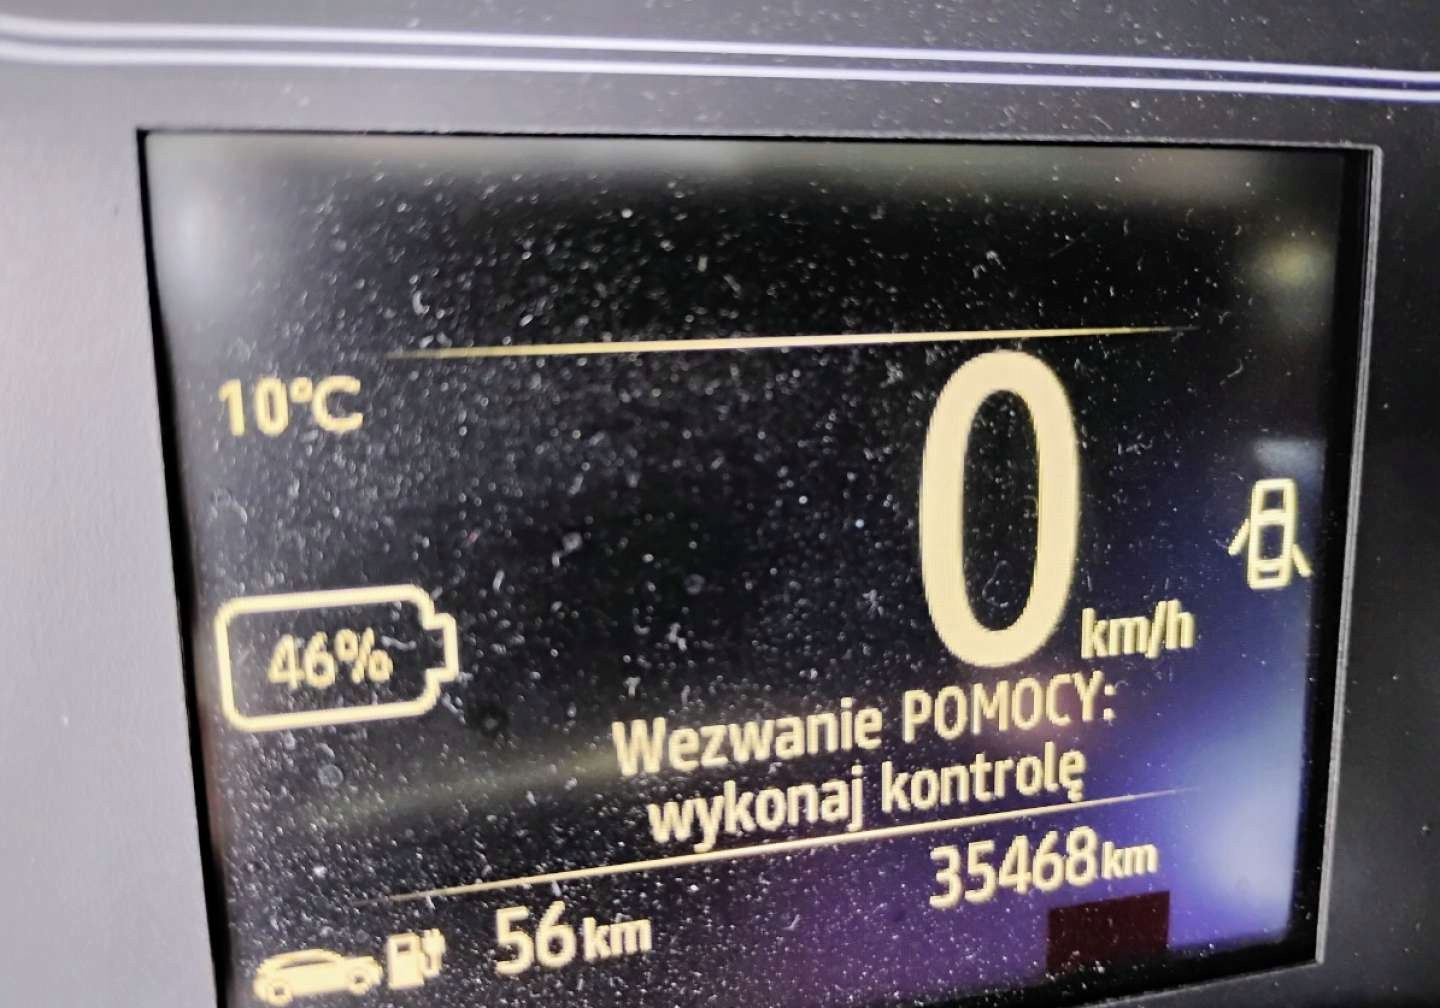 10°C
0
km/h
46%
Wezwanie POMOCY:
wykonaj kontrolę
35468km
56km